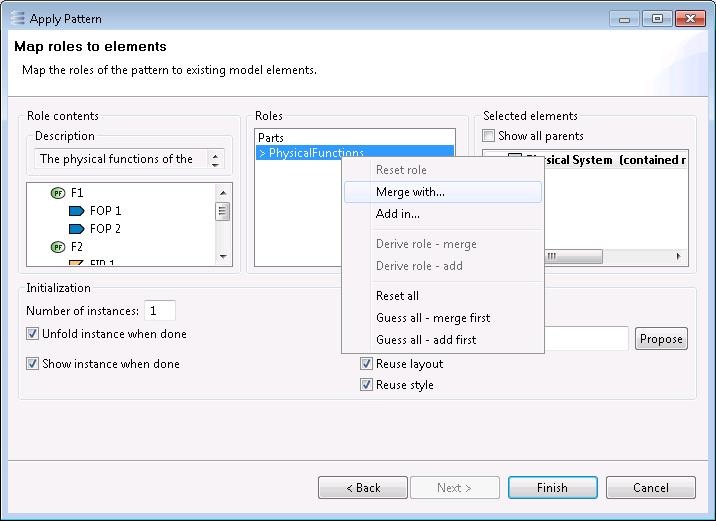 Apply Pattern
Map roles to elements
Map the roles of the pattern to existing model elements.
Role contents
Roles
Selected elements
Description
The physical functions of the
Parts
> PhysicalFunctions
Show all parents
Physical System (contained
F1
FOP 1
FOP 2
F2
FIP 1
Reset role
Merge with...
Add in...
Derive role - merge
Derive role - add
Reset all
Guess all - merge first
Guess all - add first
Initialization
Number of instances: 1
Unfold instance when done
Propose
Show instance when done
Reuse layout
Reuse style
< Back
Next >
Finish
Cancel